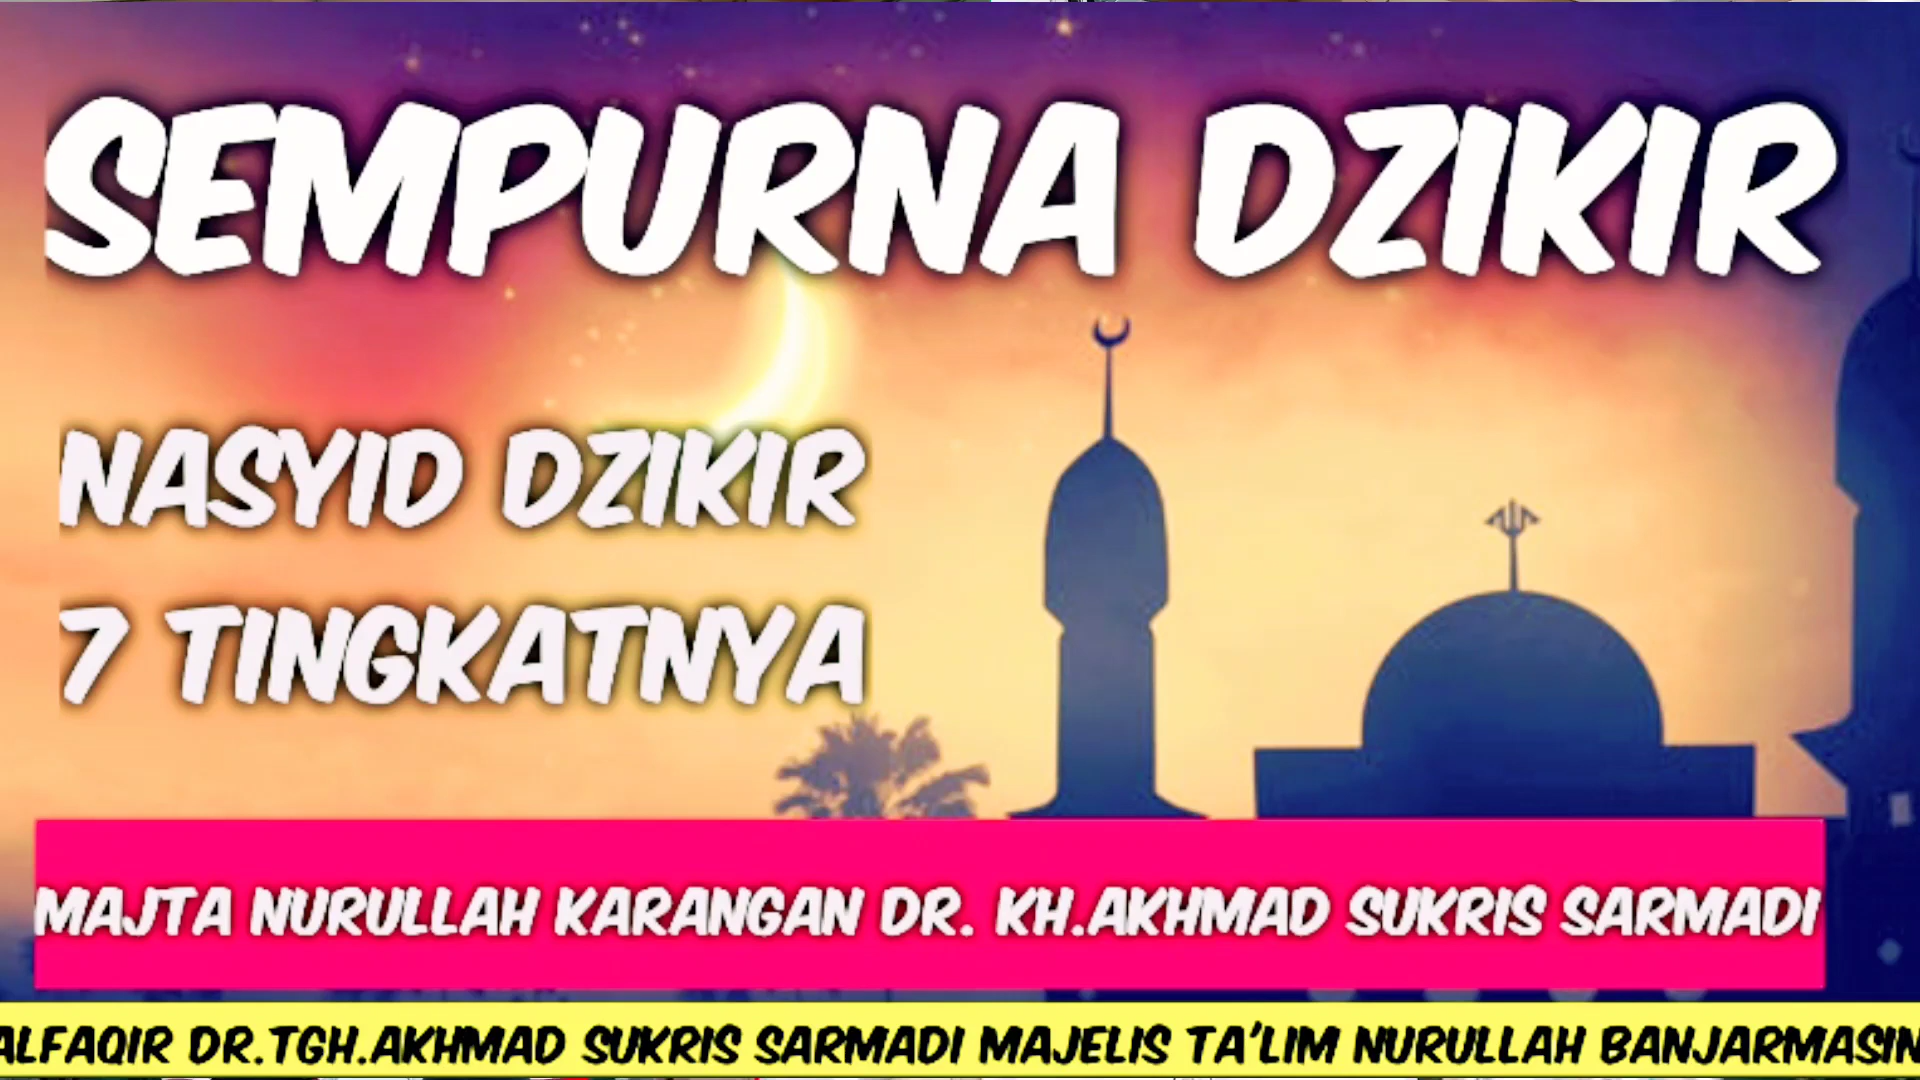 SEMPURNA DZIKIR
NASYID DZIKIR
7 TINGKATNYA
MAJTA NURULLAH KARANGAN DR. KH.AKHMAD SUKRIS SARMADI
ALFAQIR DR.TGH.AKHMAD SUKRIS SARMADI MAJELIS TA'LIM NURULLAH BANJARMASIN